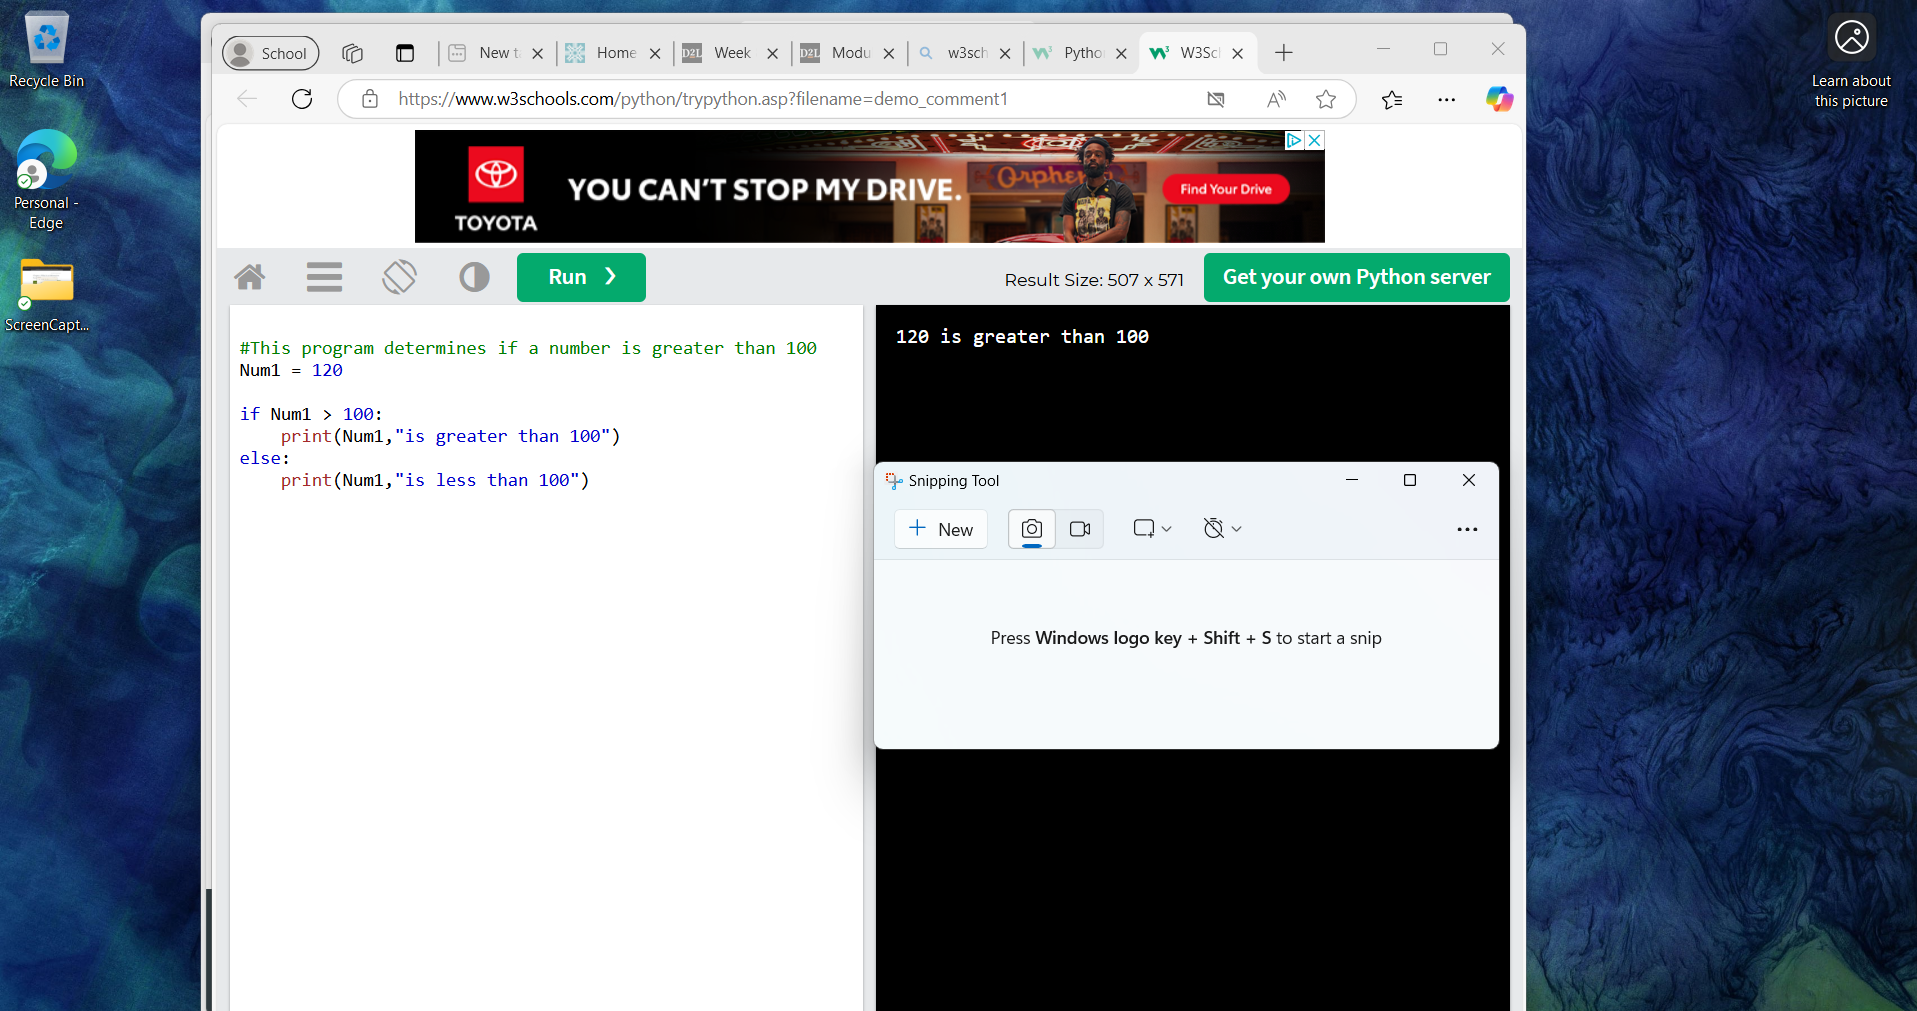 Recycle Bin
Personal -
Edge
ScreenCapt...
Learn about
this picture
School
New t
Home
D2L Week
D2L Modu
w3sch
Pytho
W3Scl
https://www.w3schools.com/python/trypython.asp?filename=demo_comment1
TOYOTA
YOU CAN'T STOP MY DRIVE.
Orphe
Find Your Drive
Run ❯
Result Size: 507 x 571
Get your own Python server
#This program determines if a number is greater than 100
Num1 = 120
if Num1 > 100:
print(Num1,"is greater than 100")
else:
print(Num1,"is less than 100")
120 is greater than 100
Snipping Tool
New
Press Windows logo key + Shift + S to start a snip